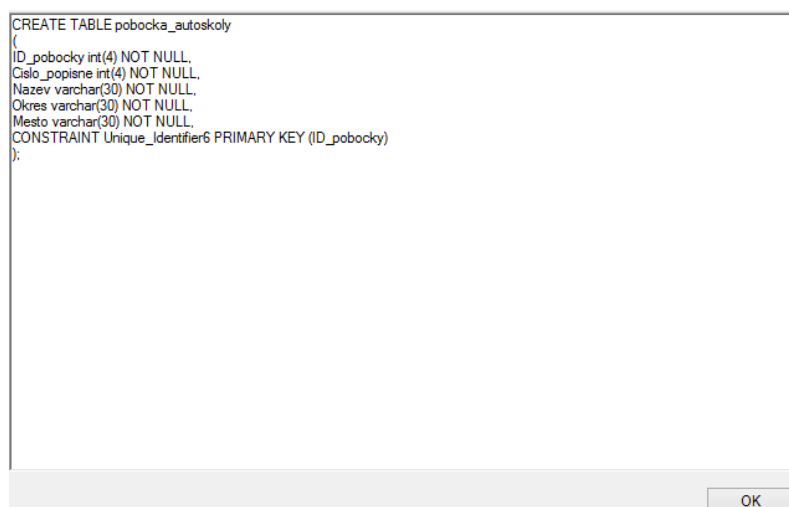 CREATE TABLE pobocka_autoskoly
(
ID_pobocky int(4) NOT NULL,
Cislo_popisne int(4) NOT NULL,
Nazev varchar(30) NOT NULL,
Okres varchar(30) NOT NULL,
Mesto varchar(30) NOT NULL,
CONSTRAINT Unique_Identifier6 PRIMARY KEY (ID_pobocky)
);
OK